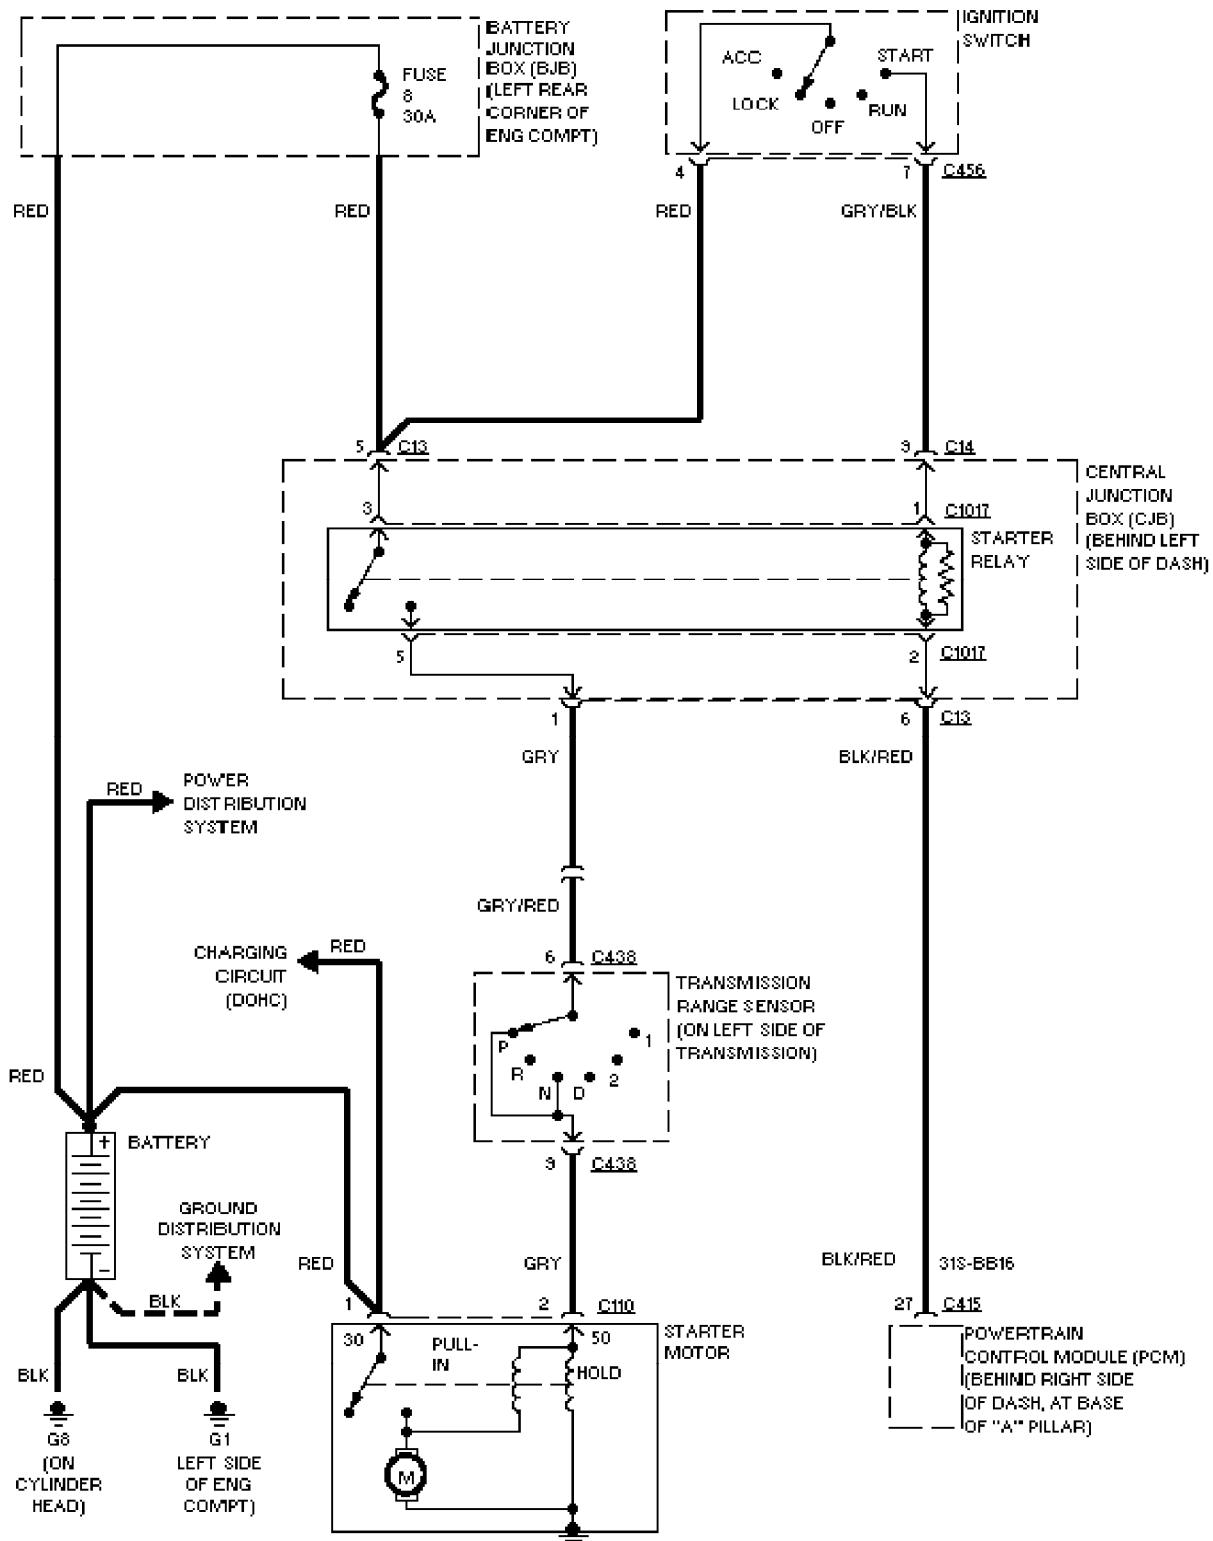 BATTERY
JUNCTION
BOX (BJB)
(LEFT REAR
CORNER OF
ENG COMPT)
FUSE
8
30A
IGNITION
SWITCH
ACC
START
LOCK
RUN
OFF
4
7
C456
RED
RED
RED
GRY/BLK
5
C13
9
C14
CENTRAL
JUNCTION
BOX (CJB)
(BEHIND LEFT
SIDE OF DASH)
3
1
C1017
STARTER
RELAY
5
2
C1017
1
6
C13
GRY
BLK/RED
RED
POWER
DISTRIBUTION
SYSTEM
GRY/RED
CHARGING
CIRCUIT
(DOHC)
RED
6
C438
TRANSMISSION
RANGE SENSOR
(ON LEFT SIDE OF
TRANSMISSION)
P
R
N
D
2
1
9
C438
RED
+
BATTERY
-
GROUND
DISTRIBUTION
SYSTEM
BLK
RED
GRY
BLK/RED
31S-BB16
1
2
C110
27
C415
30
PULL-
IN
50
HOLD
STARTER
MOTOR
POWERTRAIN
CONTROL MODULE (PCM)
(BEHIND RIGHT SIDE
OF DASH, AT BASE
OF "A" PILLAR)
BLK
BLK
M
G8
(ON
CYLINDER
HEAD)
G1
LEFT SIDE
OF ENG
COMPT)